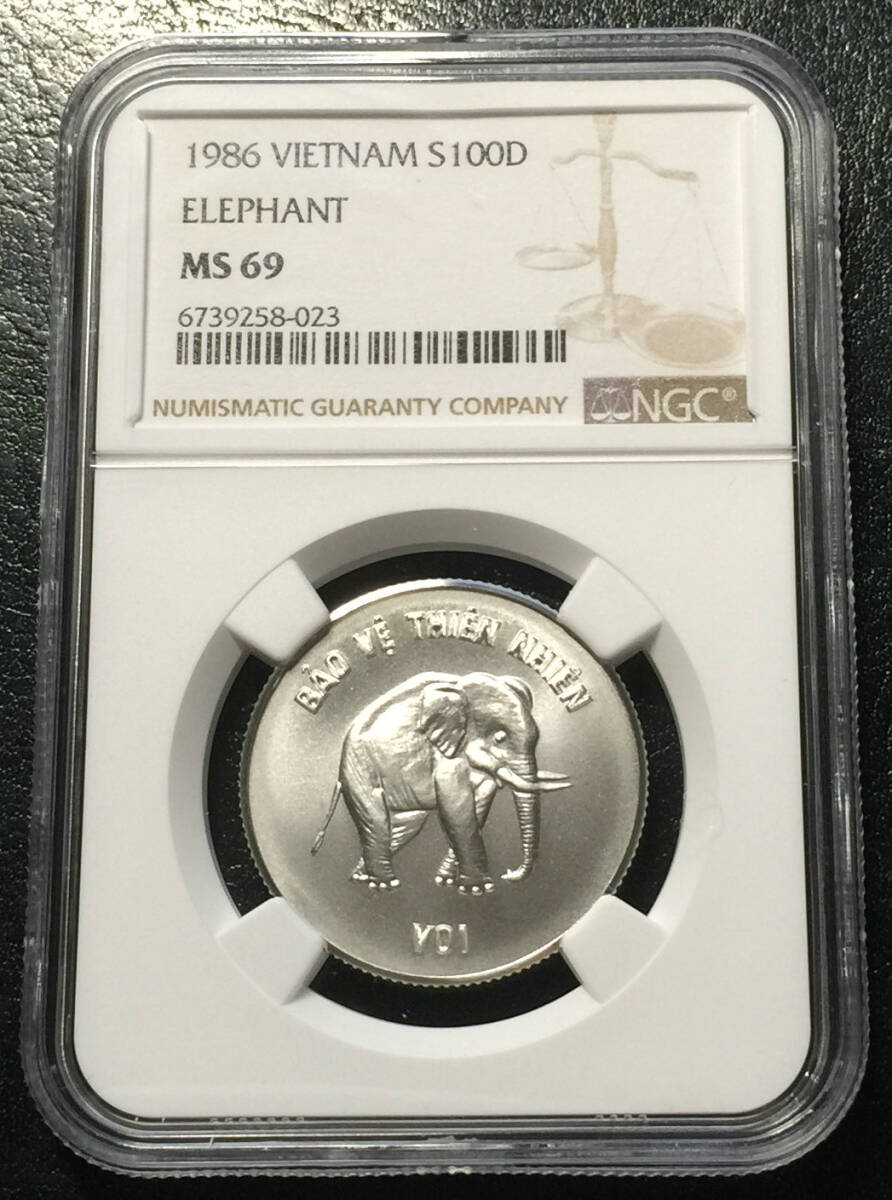 1986 VIETNAM S100D
ELEPHANT
MS 69
6739258-023
NUMISMATIC GUARANTY COMPANY NGC®
BẢO VỆ THIÊN NHIÊN
VOI